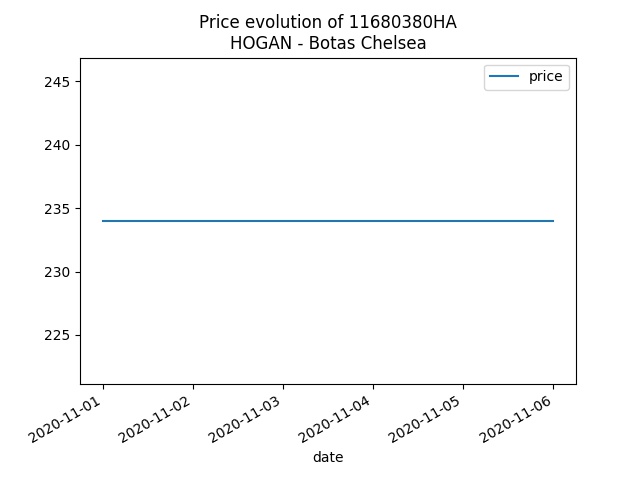 Price evolution of 11680380HA
HOGAN - Botas Chelsea
price
245
240
235
230
225
2020-11-01
2020-11-02
2020-11-03
2020-11-04
2020-11-05
2020-11-06
date